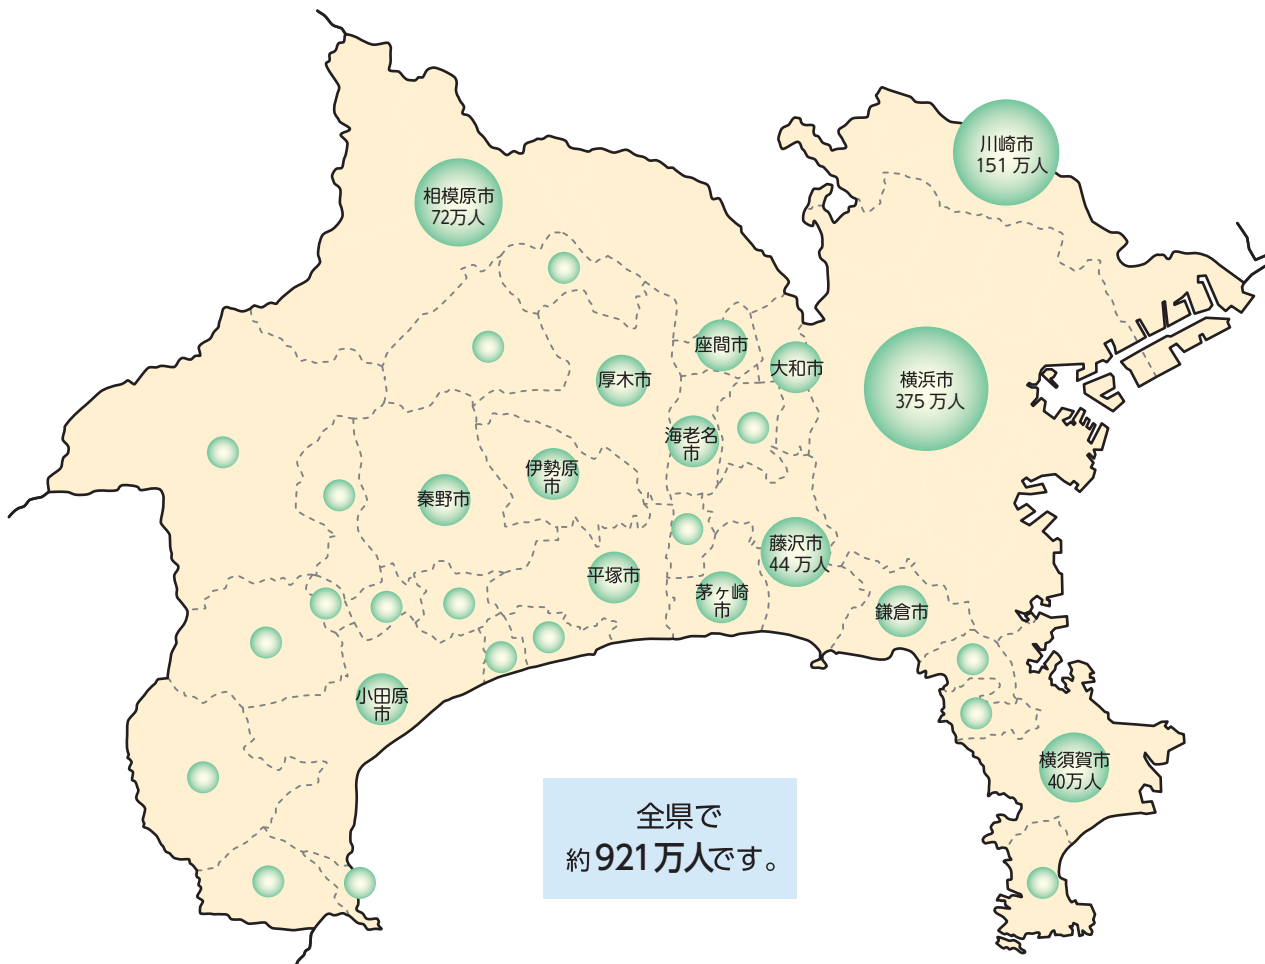 川崎市
151 万人
相模原市
72万人
座間市
大和市
厚木市
横浜市
375 万人
海老名
市
伊勢原
市
秦野市
藤沢市
44 万人
平塚市
茅ヶ崎
市
鎌倉市
小田原
市
横須賀市
40万人
全県で
約 921 万人です。